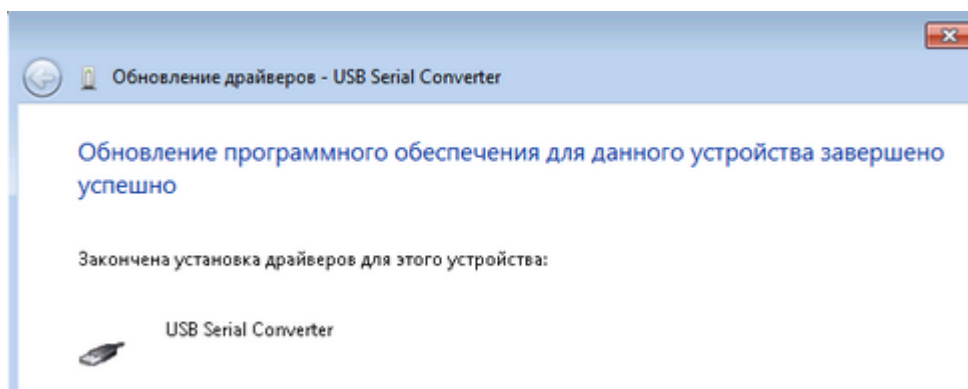 Обновление драйверов - USB Serial Converter
Обновление программного обеспечения для данного устройства завершено
успешно
Закончена установка драйверов для этого устройства:
USB Serial Converter